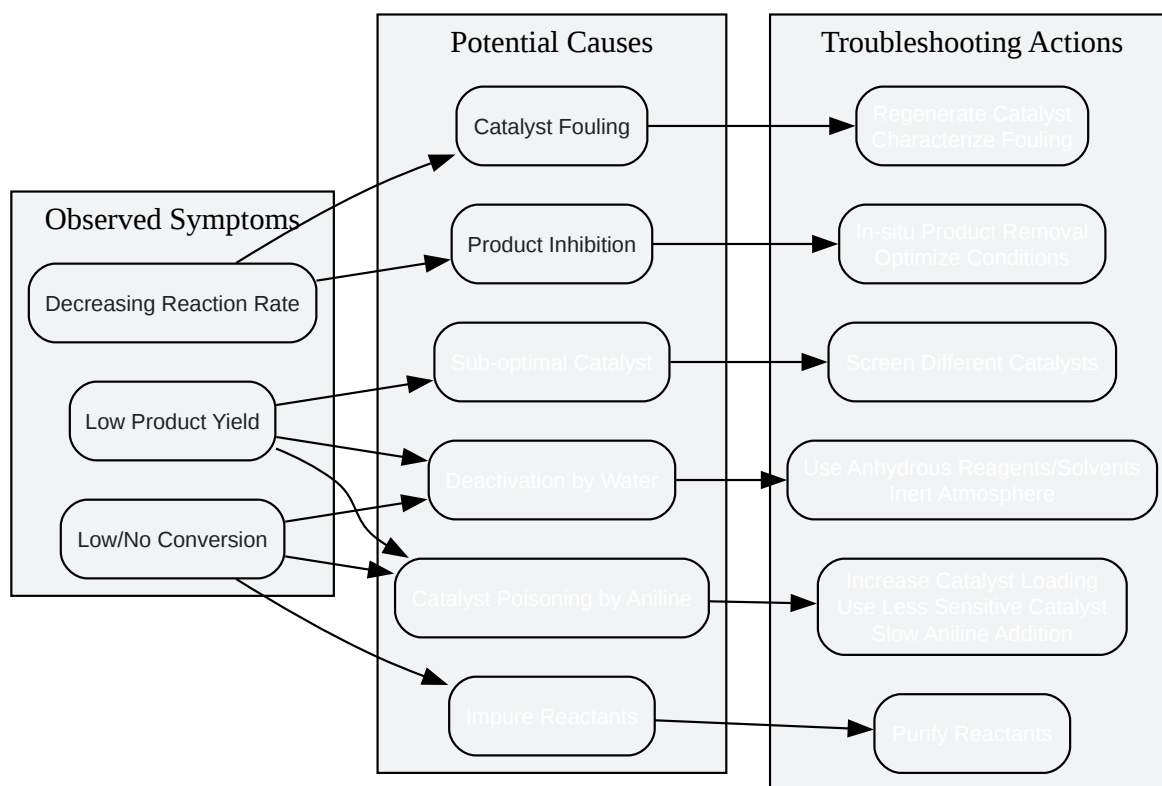 Observed Symptoms
Decreasing Reaction Rate
Low Product Yield
Low/No Conversion
Potential Causes
Catalyst Fouling
Product Inhibition
Sub-optimal Catalyst
Deactivation by Water
Catalyst Poisoning by Aniline
Impure Reactants
Troubleshooting Actions
Regenerate Catalyst
Characterize Fouling
In-situ Product Removal
Optimize Conditions
Screen Different Catalysts
Use Anhydrous Reagents/Solvents
Inert Atmosphere
Increase Catalyst Loading
Use Less Sensitive Catalyst
Slow Aniline Addition
Purify Reactants